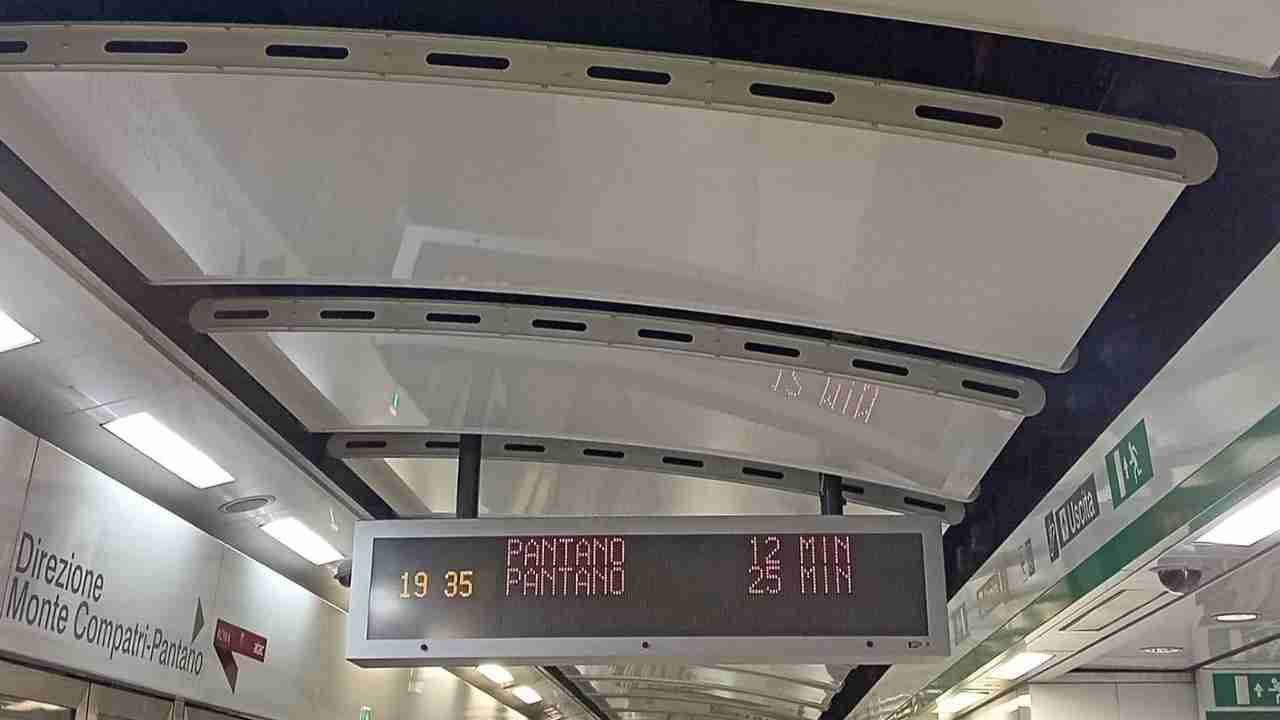 19 35
PANTANO 12 MIN
PANTANO 25 MIN
Direzione
Monte Compatri-Pantano
Uscita